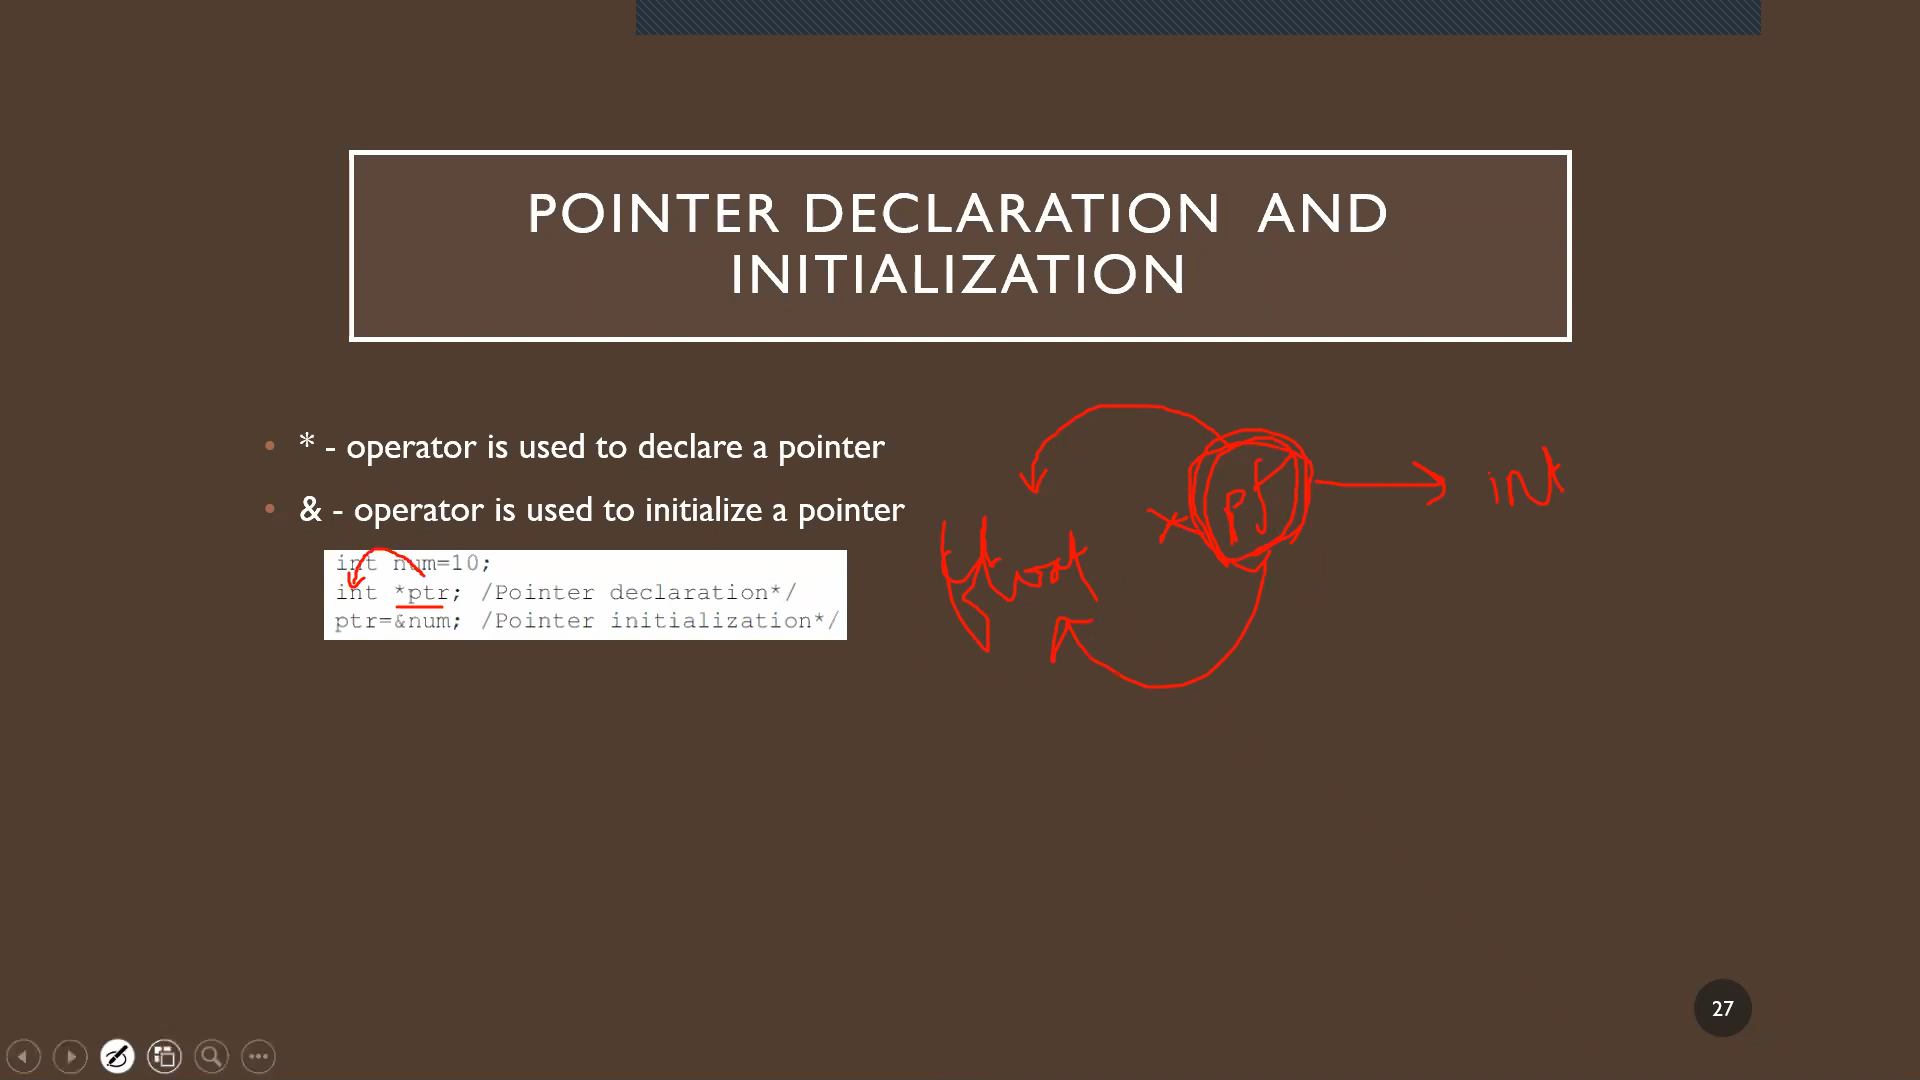 POINTER DECLARATION AND
INITIALIZATION
* - operator is used to declare a pointer
& - operator is used to initialize a pointer
int num=10;
int *ptr; /Pointer declaration*/
ptr=&num; /Pointer initialization*/
float
*
int
27